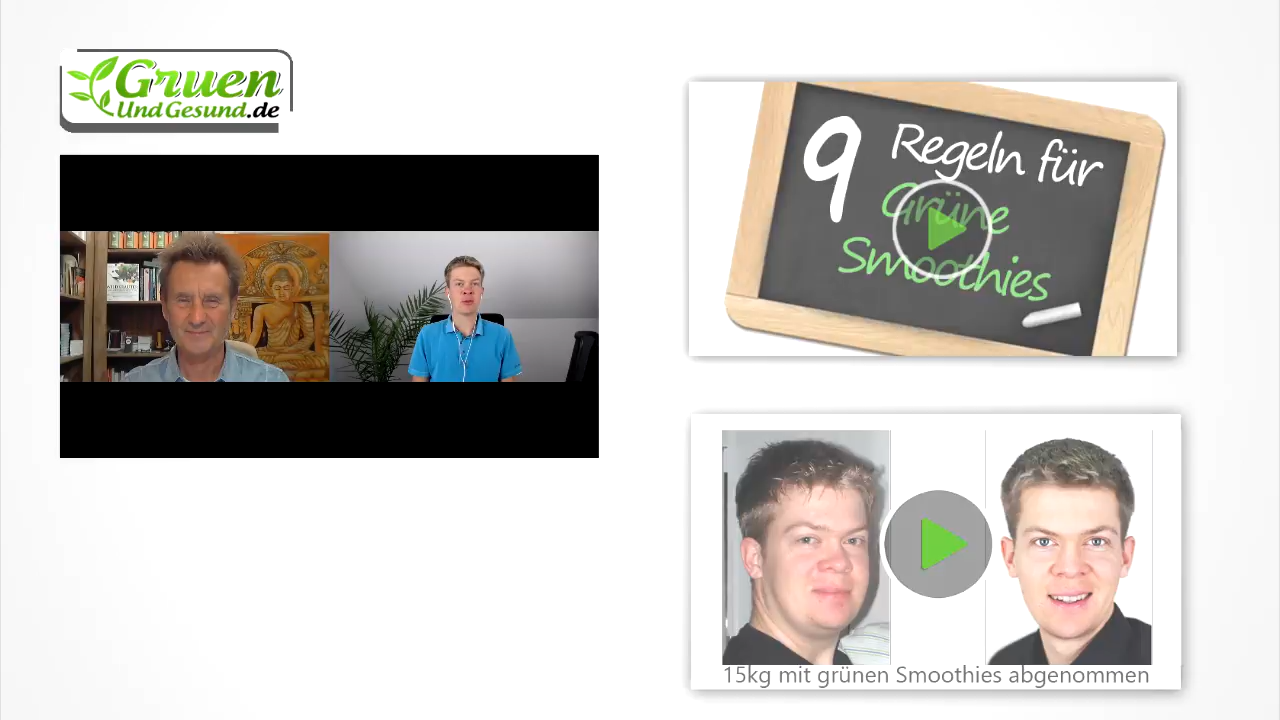 Gruen
UndGesund.de
9 Regeln für
Grüne
Smoothies
15kg mit grünen Smoothies abgenommen